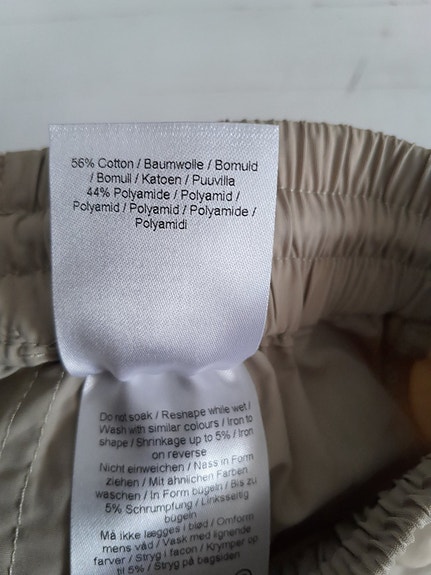 56% Cotton / Baumwolle / Bomuld
/ Bomull / Katoen / Puuvilla
44% Polyamide / Polyamid /
Polyamid / Polyamid / Polyamide /
Polyamidi
Do not soak / Reshape while wet /
Wash with similar colours / Iron to
shape / Shrinkage up to 5% / Iron
on reverse
Nicht einweichen / Nass in Form
ziehen / Mit ähnlichen Farben
waschen / In Form bügeln / Bis zu
5% Schrumpfung / Linksseitig
bügeln
Må ikke lægges i blød / Omform
mens våd / Vask med lignende
farver / Stryg i facon / Krymper up
til 5% / Stryg på bagsiden